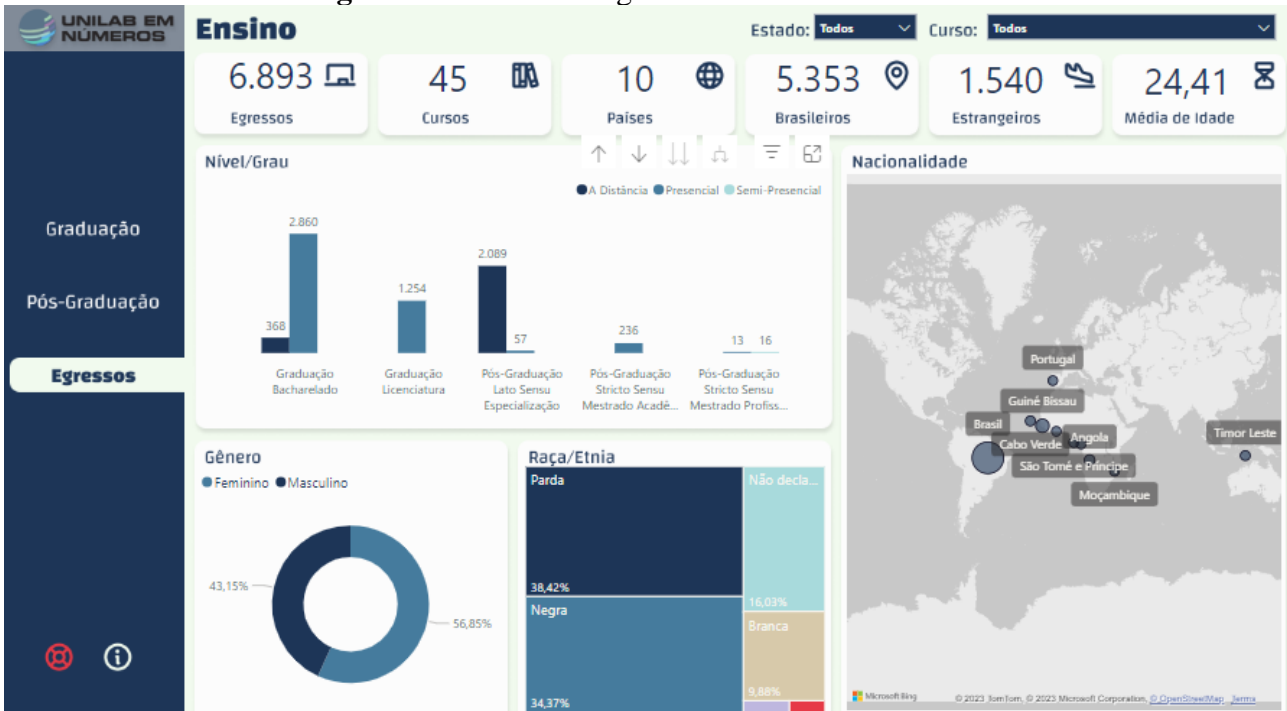 UNILAB EM
NÚMEROS
Ensino
Estado: Todos
Curso: Todos
6.893
Egressos
45
Cursos
10
Países
5.353
Brasileiros
1.540
Estrangeiros
24,41
Média de Idade
Graduação
Pós-Graduação
Egressos
Nível/Grau
A Distância Presencial Semi-Presencial
2.860
368
1.254
2.089
57
236
13 16
Graduação
Bacharelado
Graduação
Licenciatura
Pós-Graduação
Lato Sensu
Especialização
Pós-Graduação
Stricto Sensu
Mestrado Acadê...
Pós-Graduação
Stricto Sensu
Mestrado Profiss...
Nacionalidade
Portugal
Guiné Bissau
Brasil
Cabo Verde
Angola
Timor Leste
São Tomé e Príncipe
Moçambique
Microsoft Bing
© 2023 TomTom, © 2023 Microsoft Corporation, © OpenStreetMap Terms
Gênero
Feminino Masculino
43,15%
56,85%
Raça/Etnia
Parda
38,42%
Negra
34,37%
Não decla...
16,03%
Branca
9,88%